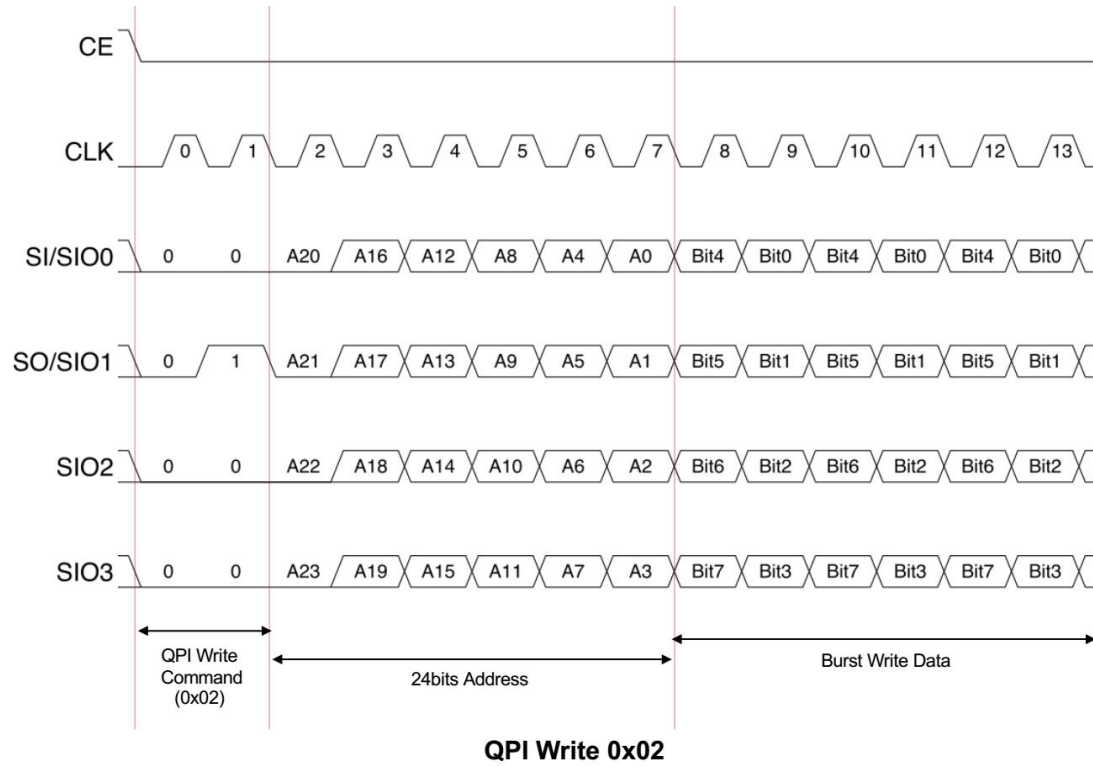 CE
CLK 0 1 2 3 4 5 6 7 8 9 10 11 12 13
SI/SIO0 0 0 A20 A16 A12 A8 A4 A0 Bit4 Bit0 Bit4 Bit0 Bit4 Bit0
SO/SIO1 0 1 A21 A17 A13 A9 A5 A1 Bit5 Bit1 Bit5 Bit1 Bit5 Bit1
SIO2 0 0 A22 A18 A14 A10 A6 A2 Bit6 Bit2 Bit6 Bit2 Bit6 Bit2
SIO3 0 0 A23 A19 A15 A11 A7 A3 Bit7 Bit3 Bit7 Bit3 Bit7 Bit3
QPI Write
Command
(0x02)
24bits Address
Burst Write Data
QPI Write 0x02